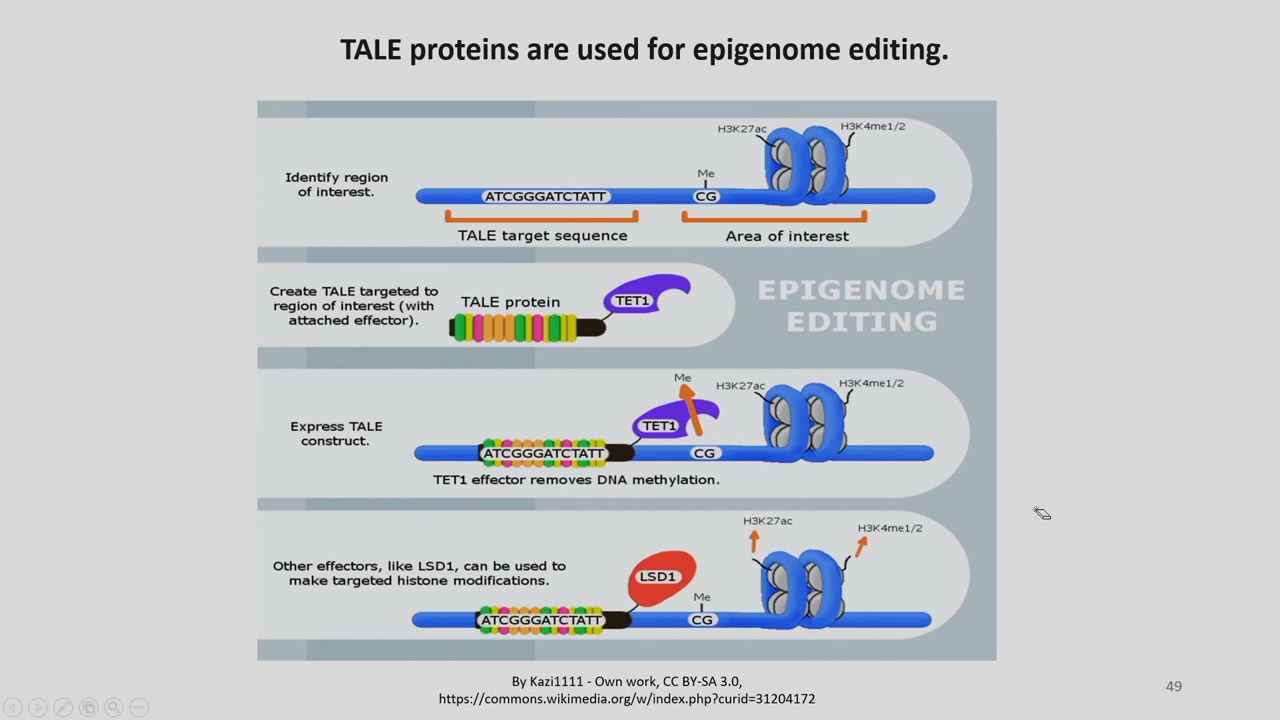 TALE proteins are used for epigenome editing.
H3K27ac
H3K4me1/2
Identify region
of interest.
Me
ATCGGGATCTATT
CG
TALE target sequence
Area of interest
Create TALE targeted to
region of interest (with
attached effector).
TALE protein
TET1
EPIGENOME
EDITING
Me
H3K27ac
H3K4me1/2
Express TALE
construct.
TET1
ATCGGGATCTATT
CG
TET1 effector removes DNA methylation.
H3K27ac
H3K4me1/2
Other effectors, like LSD1, can be used to
make targeted histone modifications.
LSD1
Me
ATCGGGATCTATT
CG
By Kazi1111 - Own work, CC BY-SA 3.0,
https://commons.wikimedia.org/w/index.php?curid=31204172
49